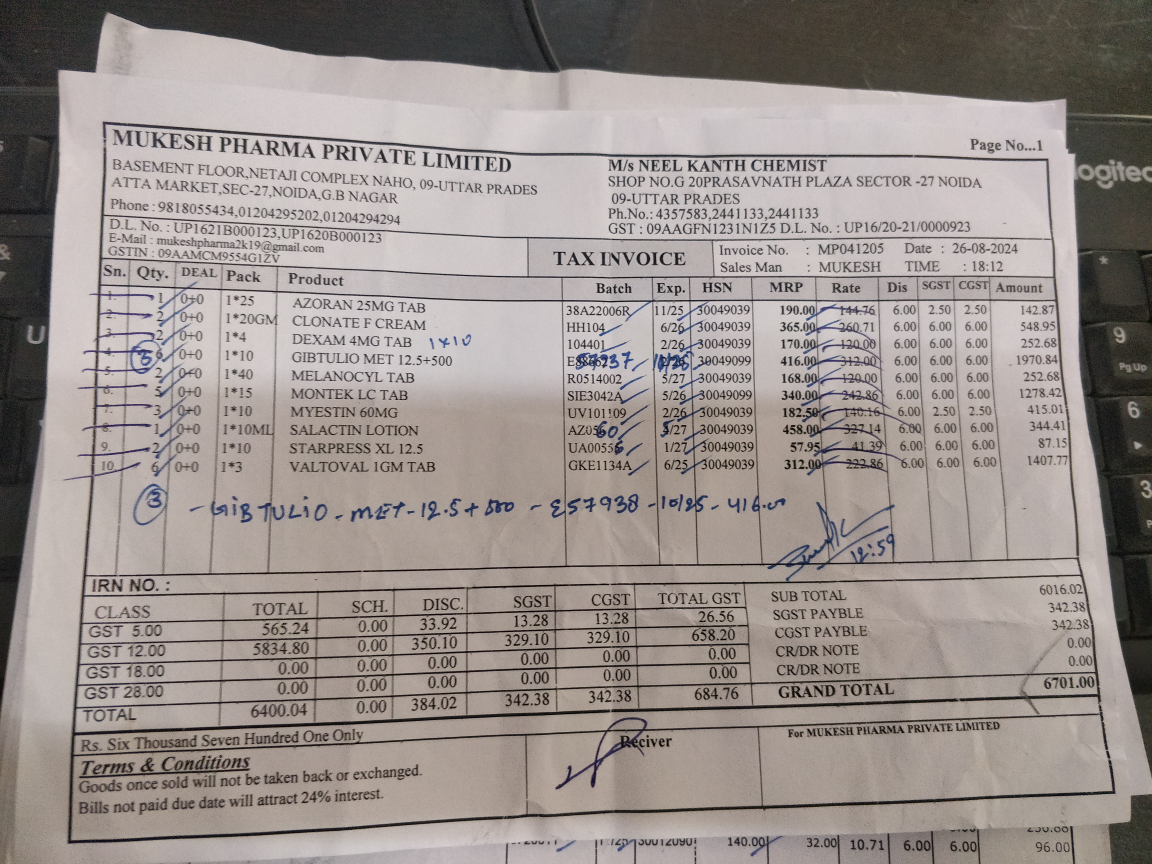 Page No...1
MUKESH PHARMA PRIVATE LIMITED
BASEMENT FLOOR,NETAJI COMPLEX NAHO, 09-UTTAR PRADES
ATTA MARKET,SEC-27,NOIDA,G.B NAGAR
Phone : 9818055434,01204295202,01204294294
D.L. No. : UP1621B000123,UP1620B000123
E-Mail : mukeshpharma2k19@gmail.com
GSTIN : 09AAMCM9554G1ZV
M/s NEEL KANTH CHEMIST
SHOP NO.G 20PRASAVNATH PLAZA SECTOR -27 NOIDA
09-UTTAR PRADES
Ph.No.: 4357583,2441133,2441133
GST : 09AAGFN1231N1Z5 D.L. No. : UP16/20-21/0000923
TAX INVOICE
Invoice No. : MP041205 Date : 26-08-2024
Sales Man : MUKESH TIME : 18:12
Sn. Qty. DEAL Pack Product Batch Exp. HSN MRP Rate Dis SGST CGST Amount
1. 1 0+0 1*25 AZORAN 25MG TAB 38A22006R 11/25 30049039 190.00 144.76 6.00 2.50 2.50 142.87
2. 2 0+0 1*20GM CLONATE F CREAM HH104 6/26 30049039 365.00 260.71 6.00 6.00 6.00 548.95
3. 2 0+0 1*4 DEXAM 4MG TAB 1x10 104401 2/26 30049039 170.00 120.00 6.00 6.00 6.00 252.68
4. 6 0+0 1*10 GIBTULIO MET 12.5+500 30049099 416.00 312.00 6.00 6.00 6.00 1970.84
5. 2 0+0 1*40 MELANOCYL TAB R0514002 5/27 30049039 168.00 120.00 6.00 6.00 6.00 252.68
6. 5 0+0 1*15 MONTEK LC TAB SIE3042A 5/26 30049099 340.00 242.86 6.00 6.00 6.00 1278.42
7. 3 0+0 1*10 MYESTIN 60MG UV101109 2/26 30049039 182.50 140.16 6.00 2.50 2.50 415.01
8. 1 0+0 1*10ML SALACTIN LOTION 30049039 458.00 327.14 6.00 6.00 6.00 344.41
9. 2 0+0 1*10 STARPRESS XL 12.5 1/27 30049039 57.95 41.39 6.00 6.00 6.00 87.15
10. 6 0+0 1*3 VALTOVAL 1GM TAB GKE1134A 6/25 30049039 312.00 222.86 6.00 6.00 6.00 1407.77
3 - GIBTULIO - MET - 12.5+500 - E57938 - 10/25 - 416.00
12:59
IRN NO. :
CLASS TOTAL SCH. DISC. SGST CGST TOTAL GST
GST 5.00 565.24 0.00 33.92 13.28 13.28 26.56
GST 12.00 5834.80 0.00 350.10 329.10 329.10 658.20
GST 18.00 0.00 0.00 0.00 0.00 0.00 0.00
GST 28.00 0.00 0.00 0.00 0.00 0.00 0.00
TOTAL 6400.04 0.00 384.02 342.38 342.38 684.76
SUB TOTAL 6016.02
SGST PAYBLE 342.38
CGST PAYBLE 342.38
CR/DR NOTE 0.00
CR/DR NOTE 0.00
GRAND TOTAL 6701.00
Rs. Six Thousand Seven Hundred One Only
Terms & Conditions
Goods once sold will not be taken back or exchanged.
Bills not paid due date will attract 24% interest.
Reciver
For MUKESH PHARMA PRIVATE LIMITED
30012090 140.00 32.00 10.71 6.00 6.00 96.00
logitec
U
9
Pg Up
6
3